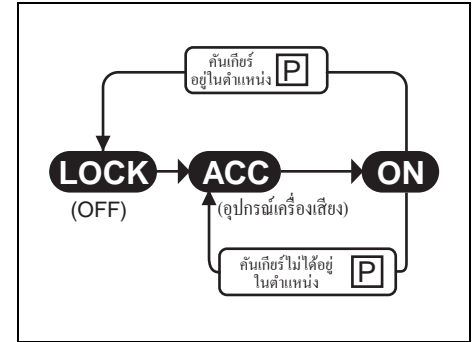 คันเกียร์
อยู่ในตำแหน่ง P
LOCK ACC ON
(OFF) (อุปกรณ์เครื่องเสียง)
คันเกียร์ไม่ได้อยู่
ในตำแหน่ง P